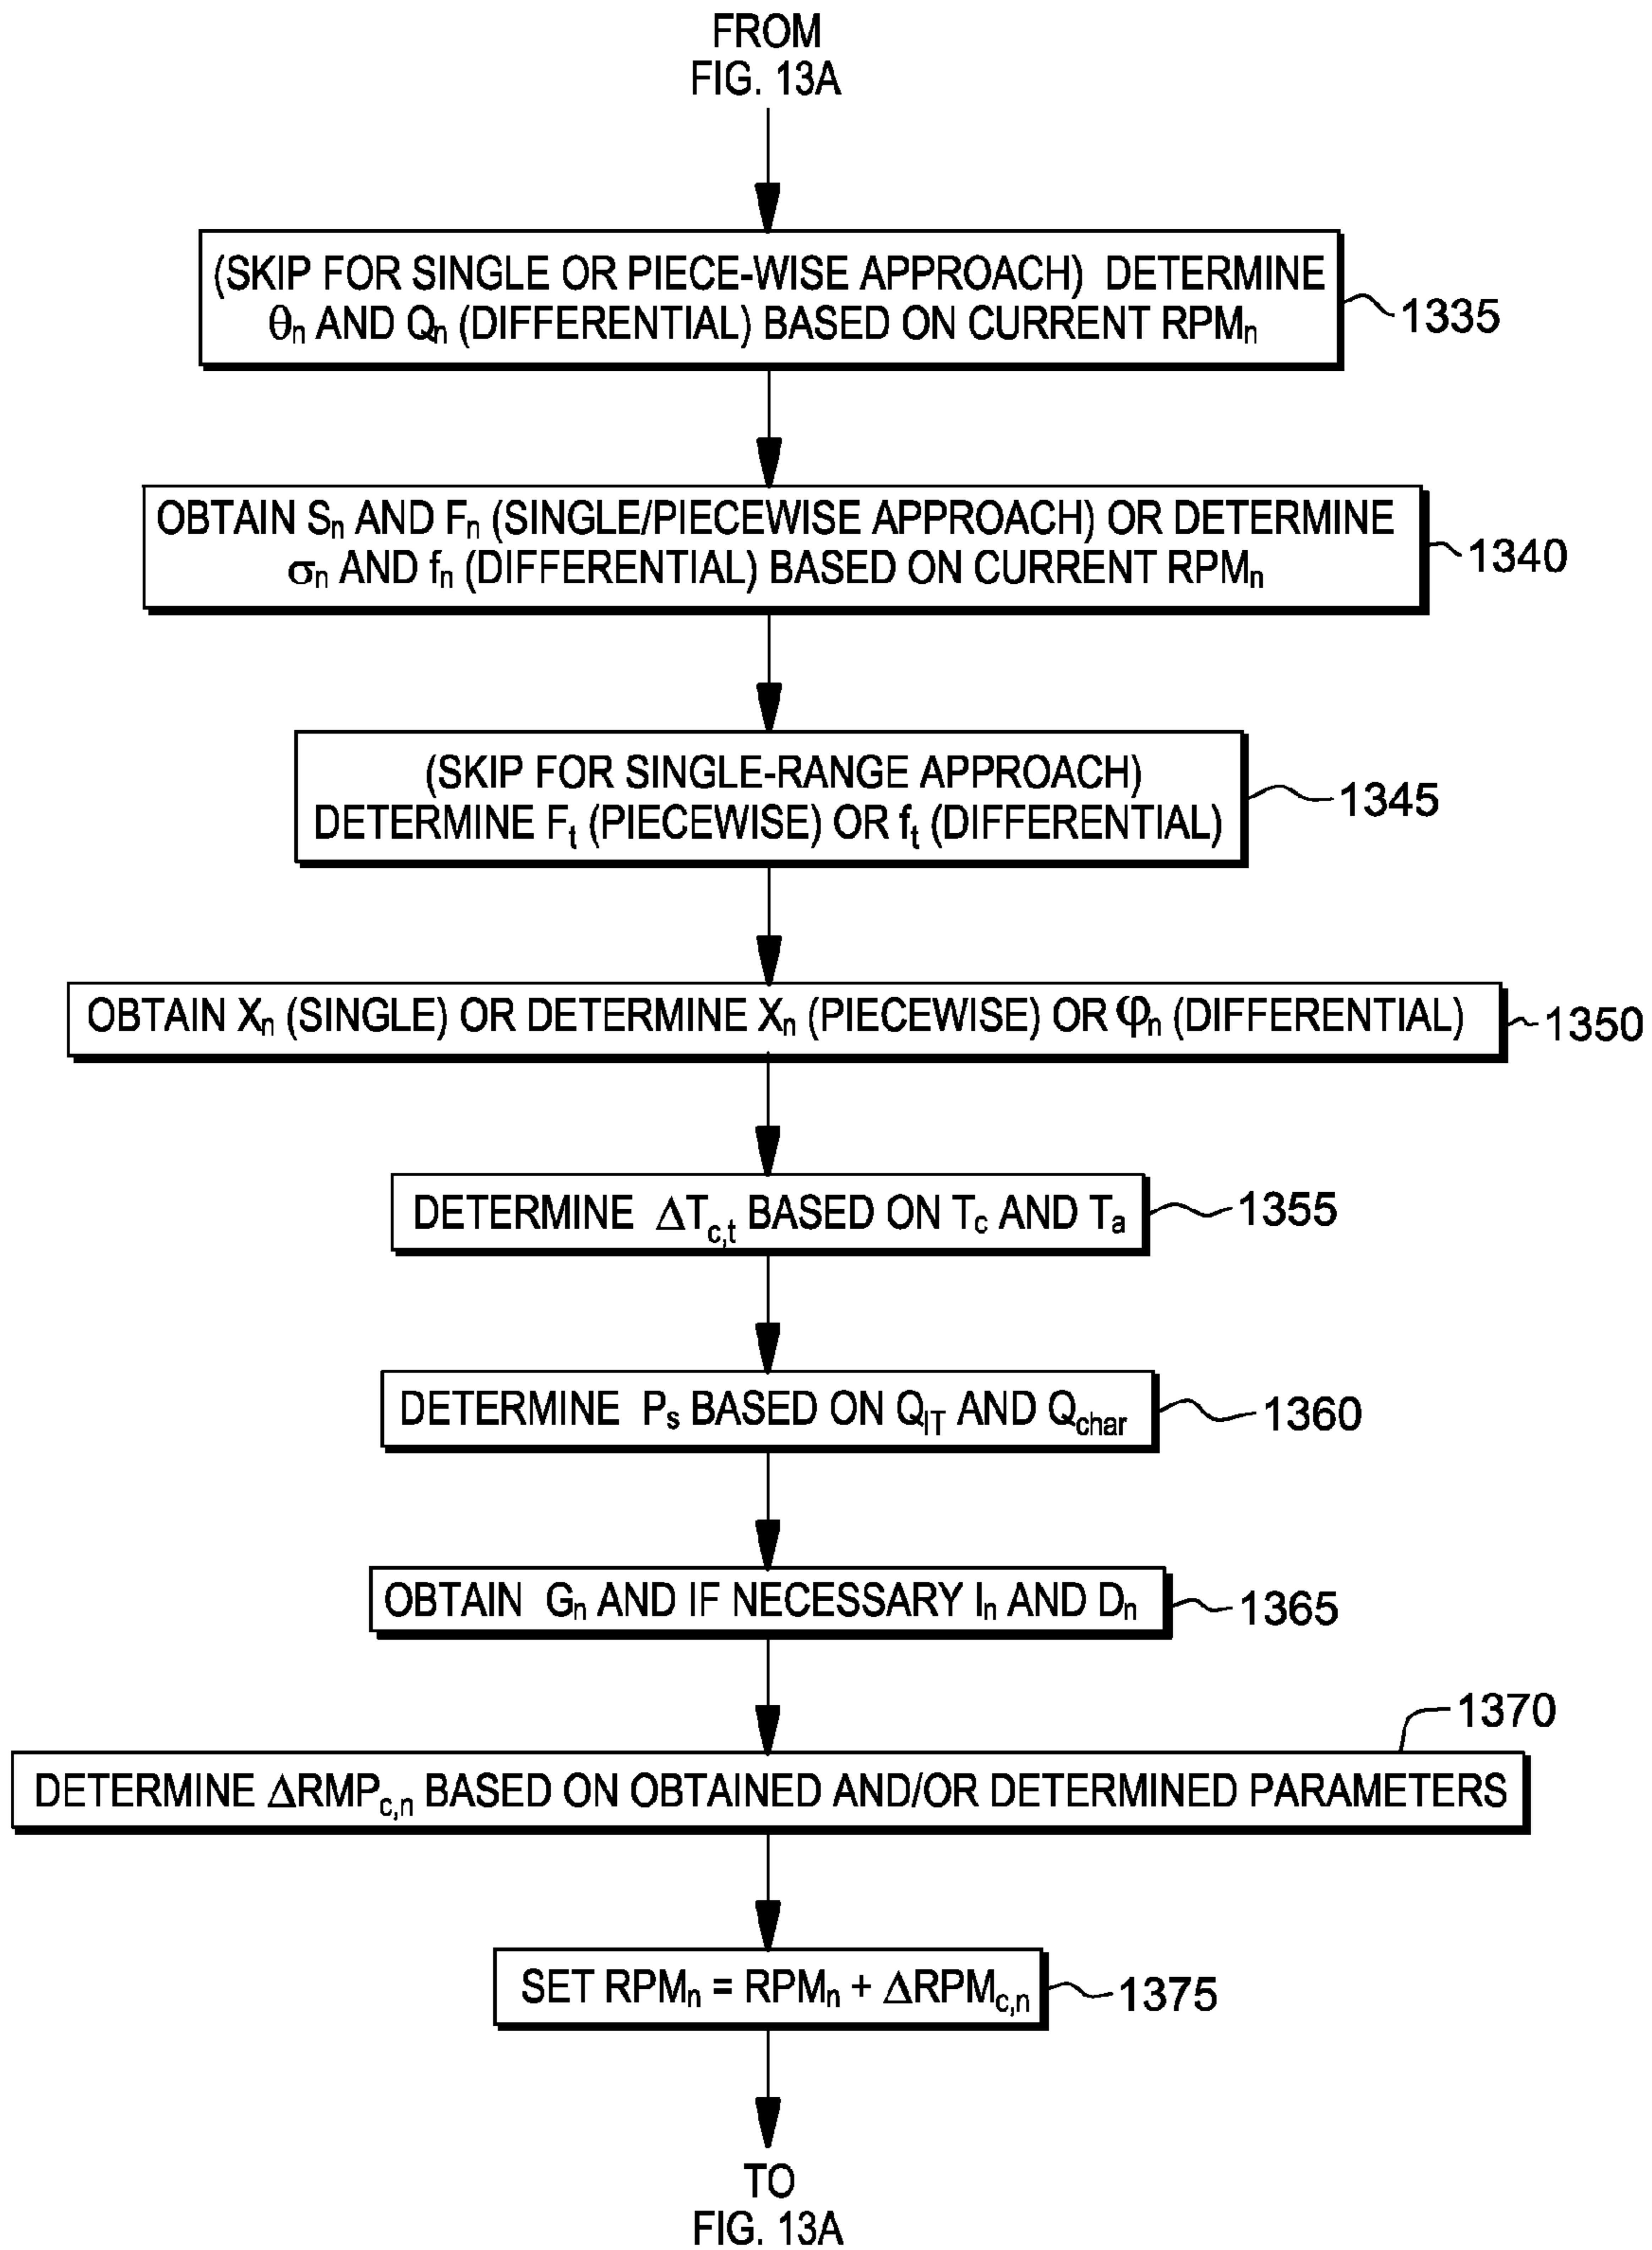 FROM
FIG. 13A
(SKIP FOR SINGLE OR PIECE-WISE APPROACH) DETERMINE
θn AND Qn (DIFFERENTIAL) BASED ON CURRENT RPMn
1335
OBTAIN Sn AND Fn (SINGLE/PIECEWISE APPROACH) OR DETERMINE
σn AND fn (DIFFERENTIAL) BASED ON CURRENT RPMn
1340
(SKIP FOR SINGLE-RANGE APPROACH)
DETERMINE Ft (PIECEWISE) OR ft (DIFFERENTIAL)
1345
OBTAIN Xn (SINGLE) OR DETERMINE Xn (PIECEWISE) OR φn (DIFFERENTIAL)
1350
DETERMINE ΔTc,t BASED ON Tc AND Ta
1355
DETERMINE Ps BASED ON QIT AND Qchar
1360
OBTAIN Gn AND IF NECESSARY In AND Dn
1365
1370
DETERMINE ΔRMPc,n BASED ON OBTAINED AND/OR DETERMINED PARAMETERS
SET RPMn = RPMn + ΔRPMc,n
1375
TO
FIG. 13A